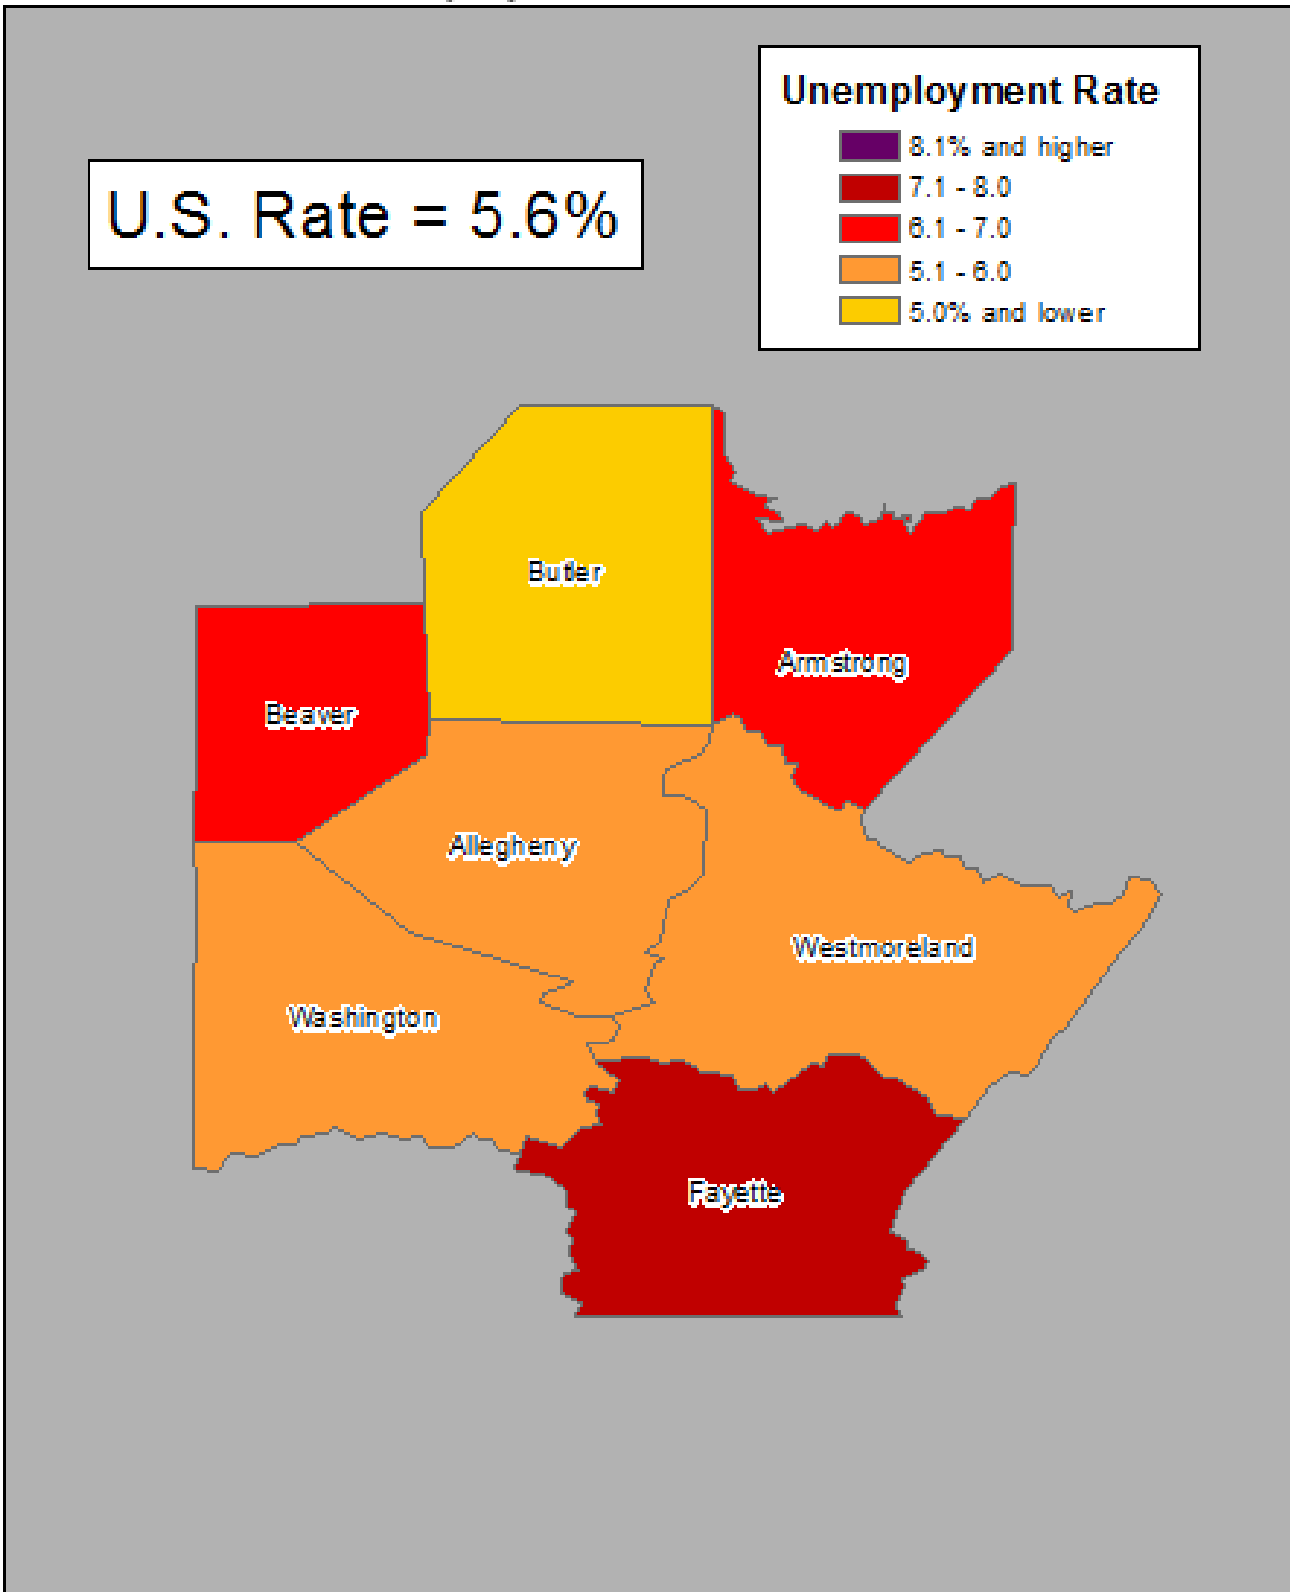 Unemployment Rate
8.1% and higher
7.1 - 8.0
6.1 - 7.0
5.1 - 6.0
5.0% and lower
U.S. Rate = 5.6%
Butler
Armstrong
Beaver
Allegheny
Westmoreland
Washington
Fayette